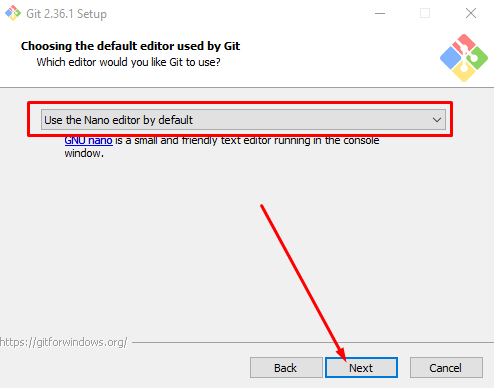 Git 2.36.1 Setup
Choosing the default editor used by Git
Which editor would you like Git to use?
Use the Nano editor by default
GNU nano is a small and friendly text editor running in the console
window.
https://gitforwindows.org/
Back
Next
Cancel